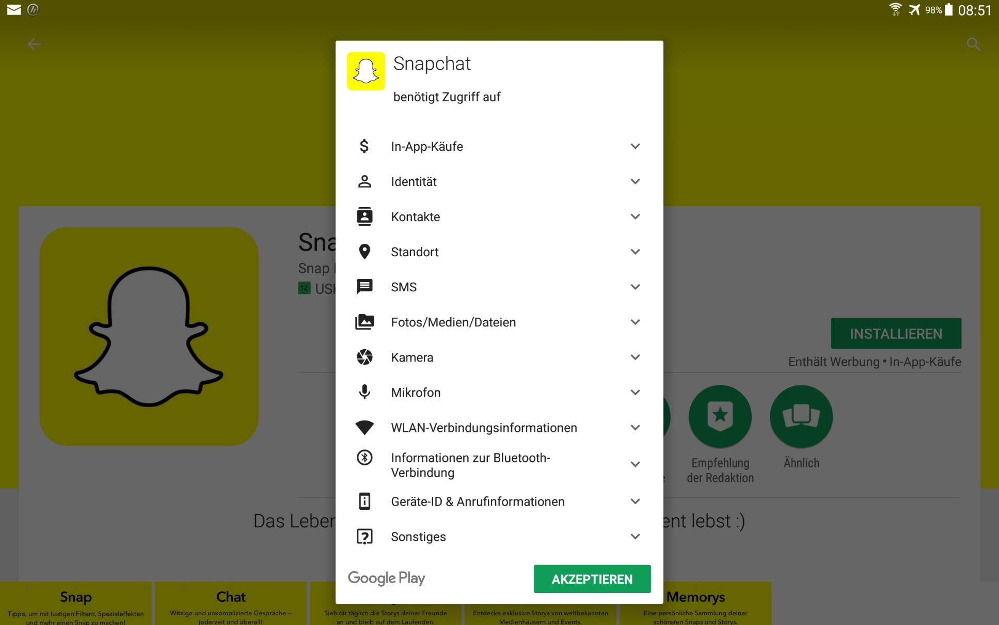 98% 08:51
Snapchat
benötigt Zugriff auf
In-App-Käufe
Identität
Kontakte
Standort
SMS
Fotos/Medien/Dateien
Kamera
Mikrofon
WLAN-Verbindungsinformationen
Informationen zur Bluetooth-
Verbindung
Geräte-ID & Anrufinformationen
Sonstiges
Google Play
AKZEPTIEREN
Snap
12
INSTALLIEREN
Enthält Werbung • In-App-Käufe
Empfehlung
der Redaktion
Ähnlich
Das
lebst :)
Snap
Tippe, um mit lustigen Filtern, Spezialeffekten
und mehr einen Snap zu machen!
Chat
Witzige und unkomplizierte Gespräche –
jederzeit und überall!
Sieh dir täglich die Storys deiner Freunde
an und bleib auf dem Laufenden.
Entdecke exklusive Storys von weltbekannten
Medienhäusern und Events.
Memorys
Eine persönliche Sammlung deiner
schönsten Snaps und Storys.